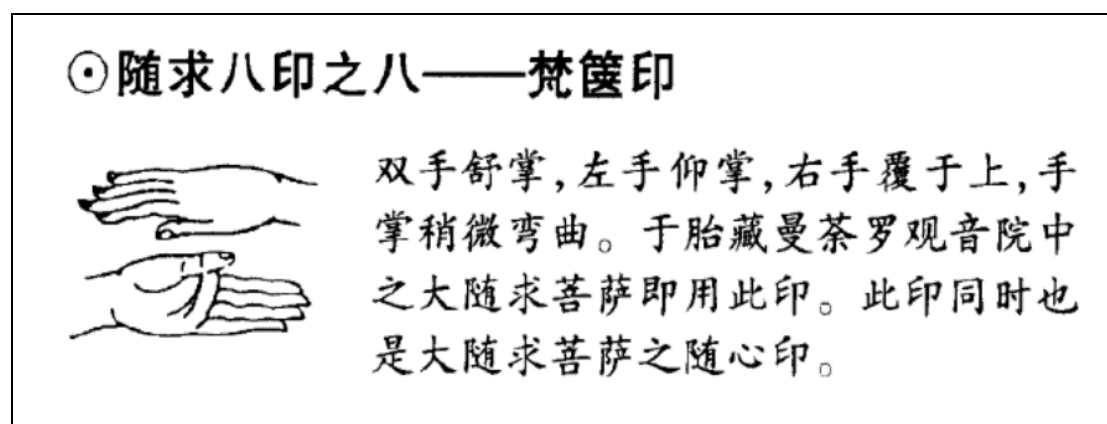 ⊙随求八印之八——梵箧印
双手舒掌,左手仰掌,右手覆于上,手
掌稍微弯曲。于胎藏曼荼罗观音院中
之大随求菩萨即用此印。此印同时也
是大随求菩萨之随心印。